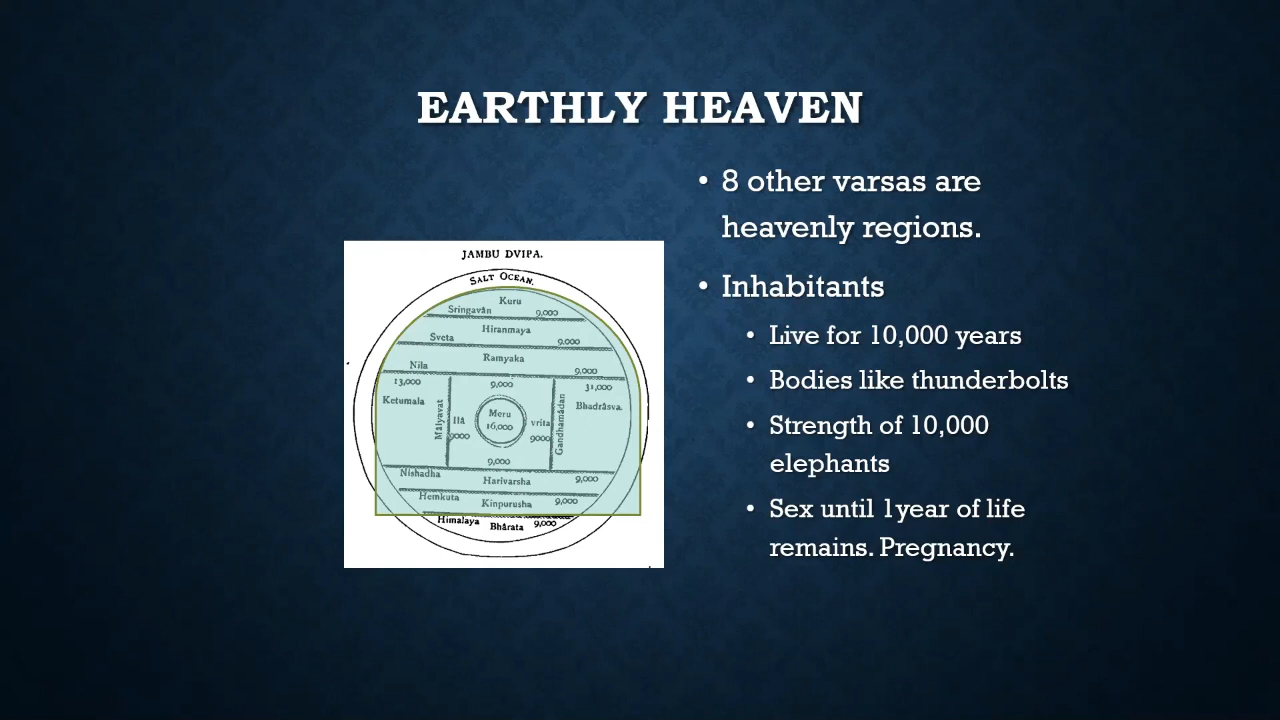 EARTHLY HEAVEN
JAMBU DVIPA.
SALT OCEAN.
Kuru
Sringavân 9,000
Hiranmaya
Sveta 9,000
Ramyaka
Nila 9,000
13,000 9,000 31,000
Ketumala Bhadrâsva.
Mâlyavat
Gandhamâdan
Meru
16,000
Ilâ vrita
9000 9000
9,000
Nishadha Harivarsha 9,000
Hemkuta Kinpurusha 9,000
Himalaya Bhârata 9,000
• 8 other varsas are
heavenly regions.
• Inhabitants
• Live for 10,000 years
• Bodies like thunderbolts
• Strength of 10,000
elephants
• Sex until 1year of life
remains. Pregnancy.